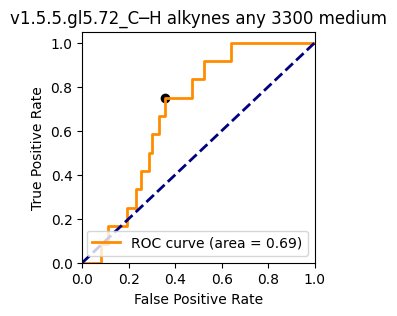 v1.5.5.gl5.72_C─H alkynes any 3300 medium
1.0
0.8
0.6
0.4
0.2
0.0
True Positive Rate
ROC curve (area = 0.69)
0.0 0.2 0.4 0.6 0.8 1.0
False Positive Rate